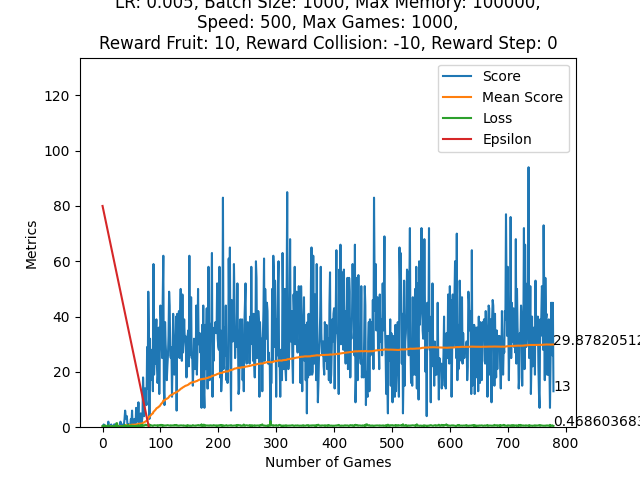 LR: 0.005, Batch Size: 1000, Max Memory: 100000,
Speed: 500, Max Games: 1000,
Reward Fruit: 10, Reward Collision: -10, Reward Step: 0
Score
Mean Score
Loss
Epsilon
120
100
80
60
40
20
0
Metrics
29.878205128
13
0.468603683
0 100 200 300 400 500 600 700 800
Number of Games